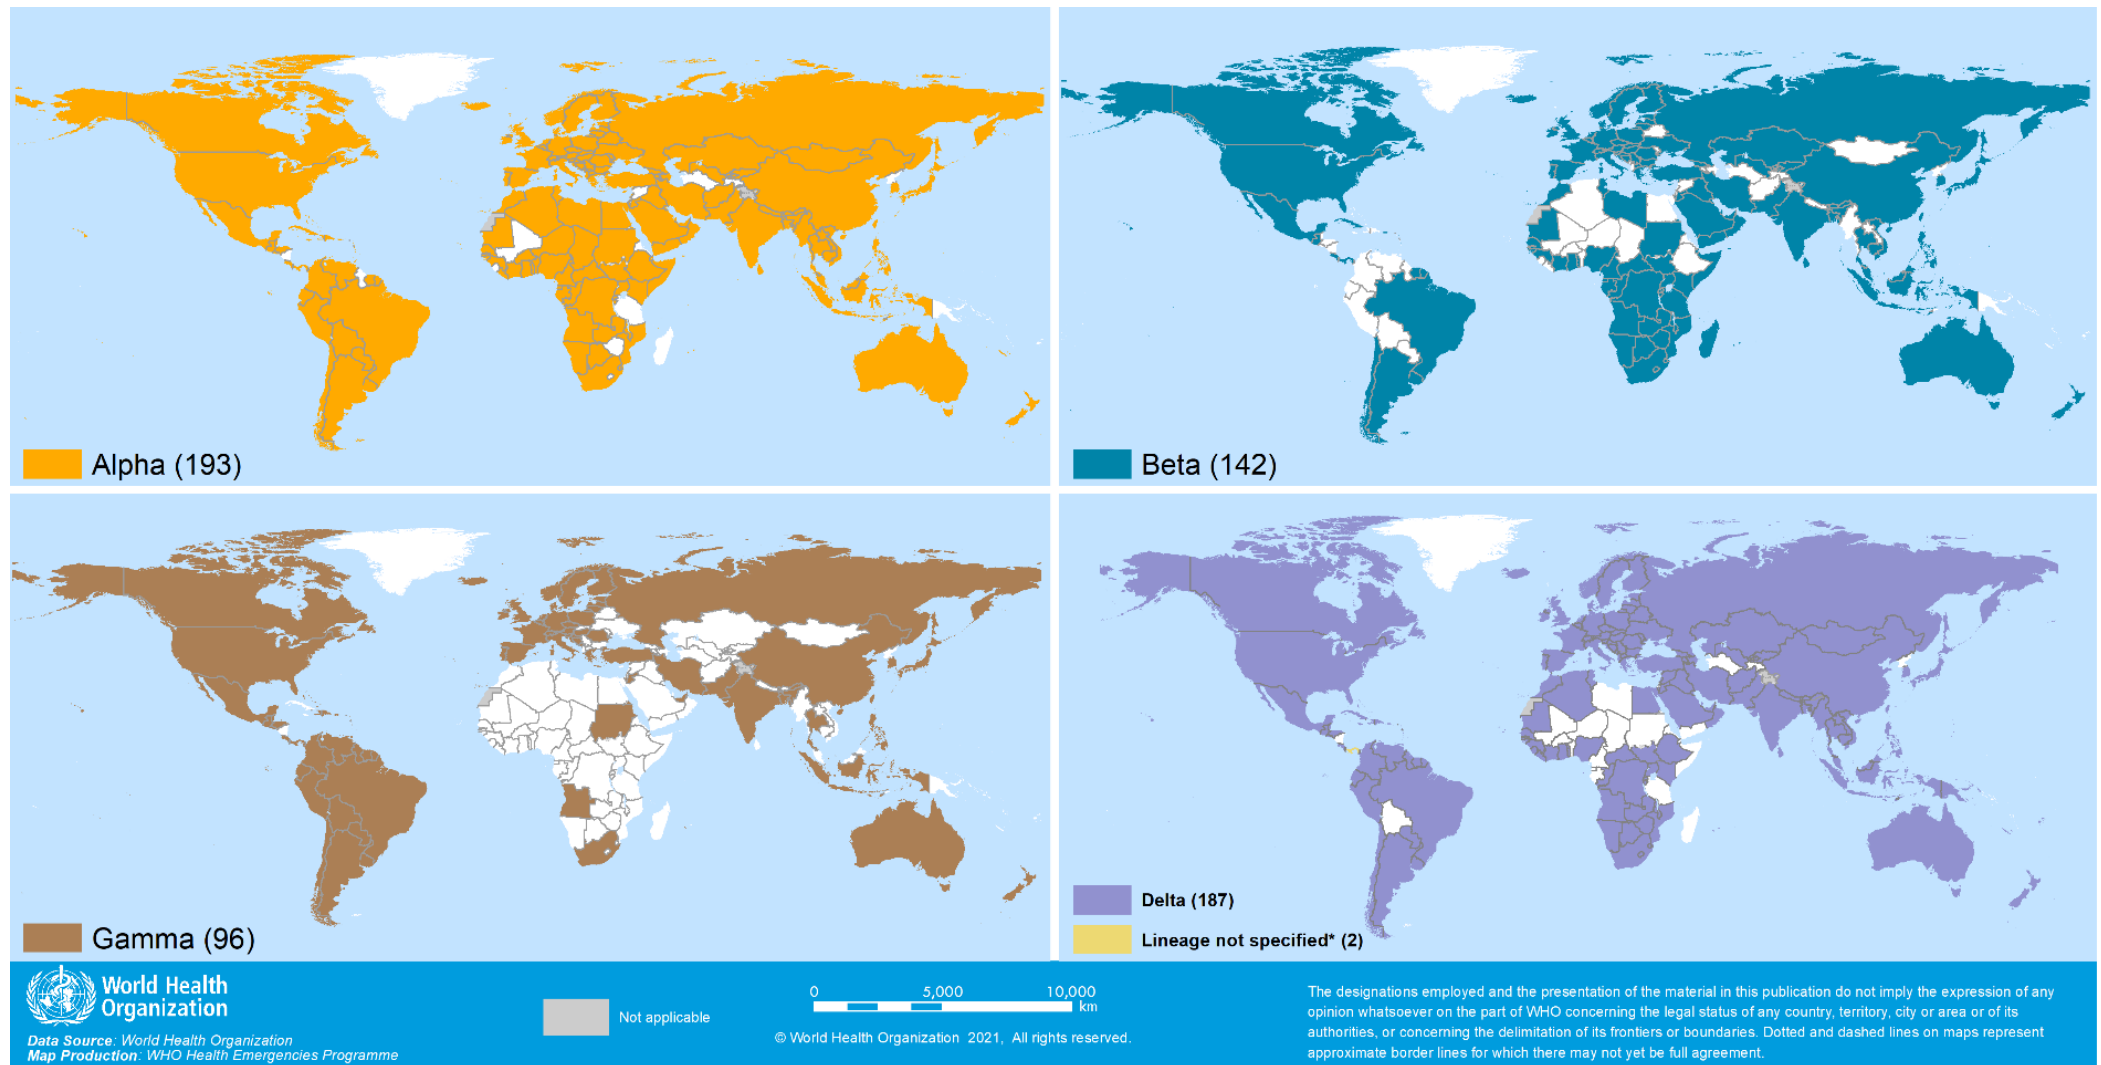 Alpha (193)
Beta (142)
Gamma (96)
Delta (187)
Lineage not specified* (2)
World Health
Organization
Data Source: World Health Organization
Map Production: WHO Health Emergencies Programme
Not applicable
0 5,000 10,000
km
© World Health Organization 2021, All rights reserved.
The designations employed and the presentation of the material in this publication do not imply the expression of any
opinion whatsoever on the part of WHO concerning the legal status of any country, territory, city or area or of its
authorities, or concerning the delimitation of its frontiers or boundaries. Dotted and dashed lines on maps represent
approximate border lines for which there may not yet be full agreement.